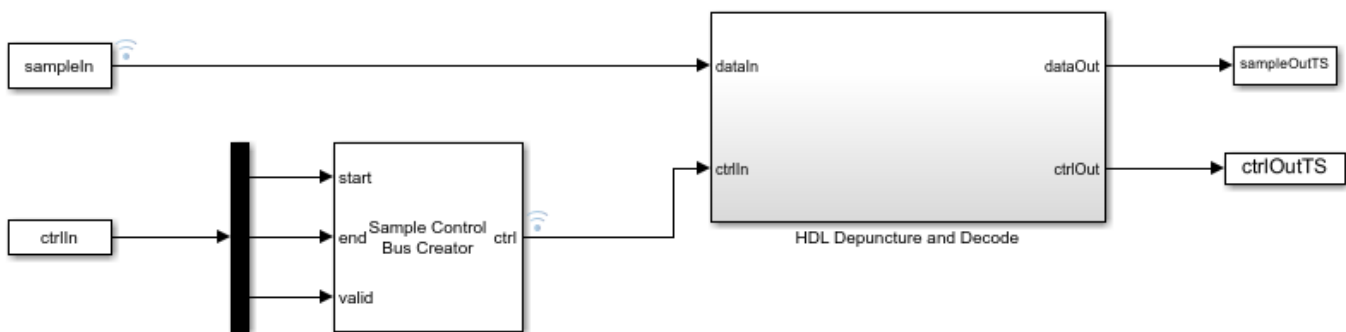 sampleIn
dataIn
dataOut
sampleOutTS
ctrlIn
ctrlOut
ctrlOutTS
HDL Depuncture and Decode
ctrlIn
start
end
valid
Sample Control
Bus Creator
ctrl